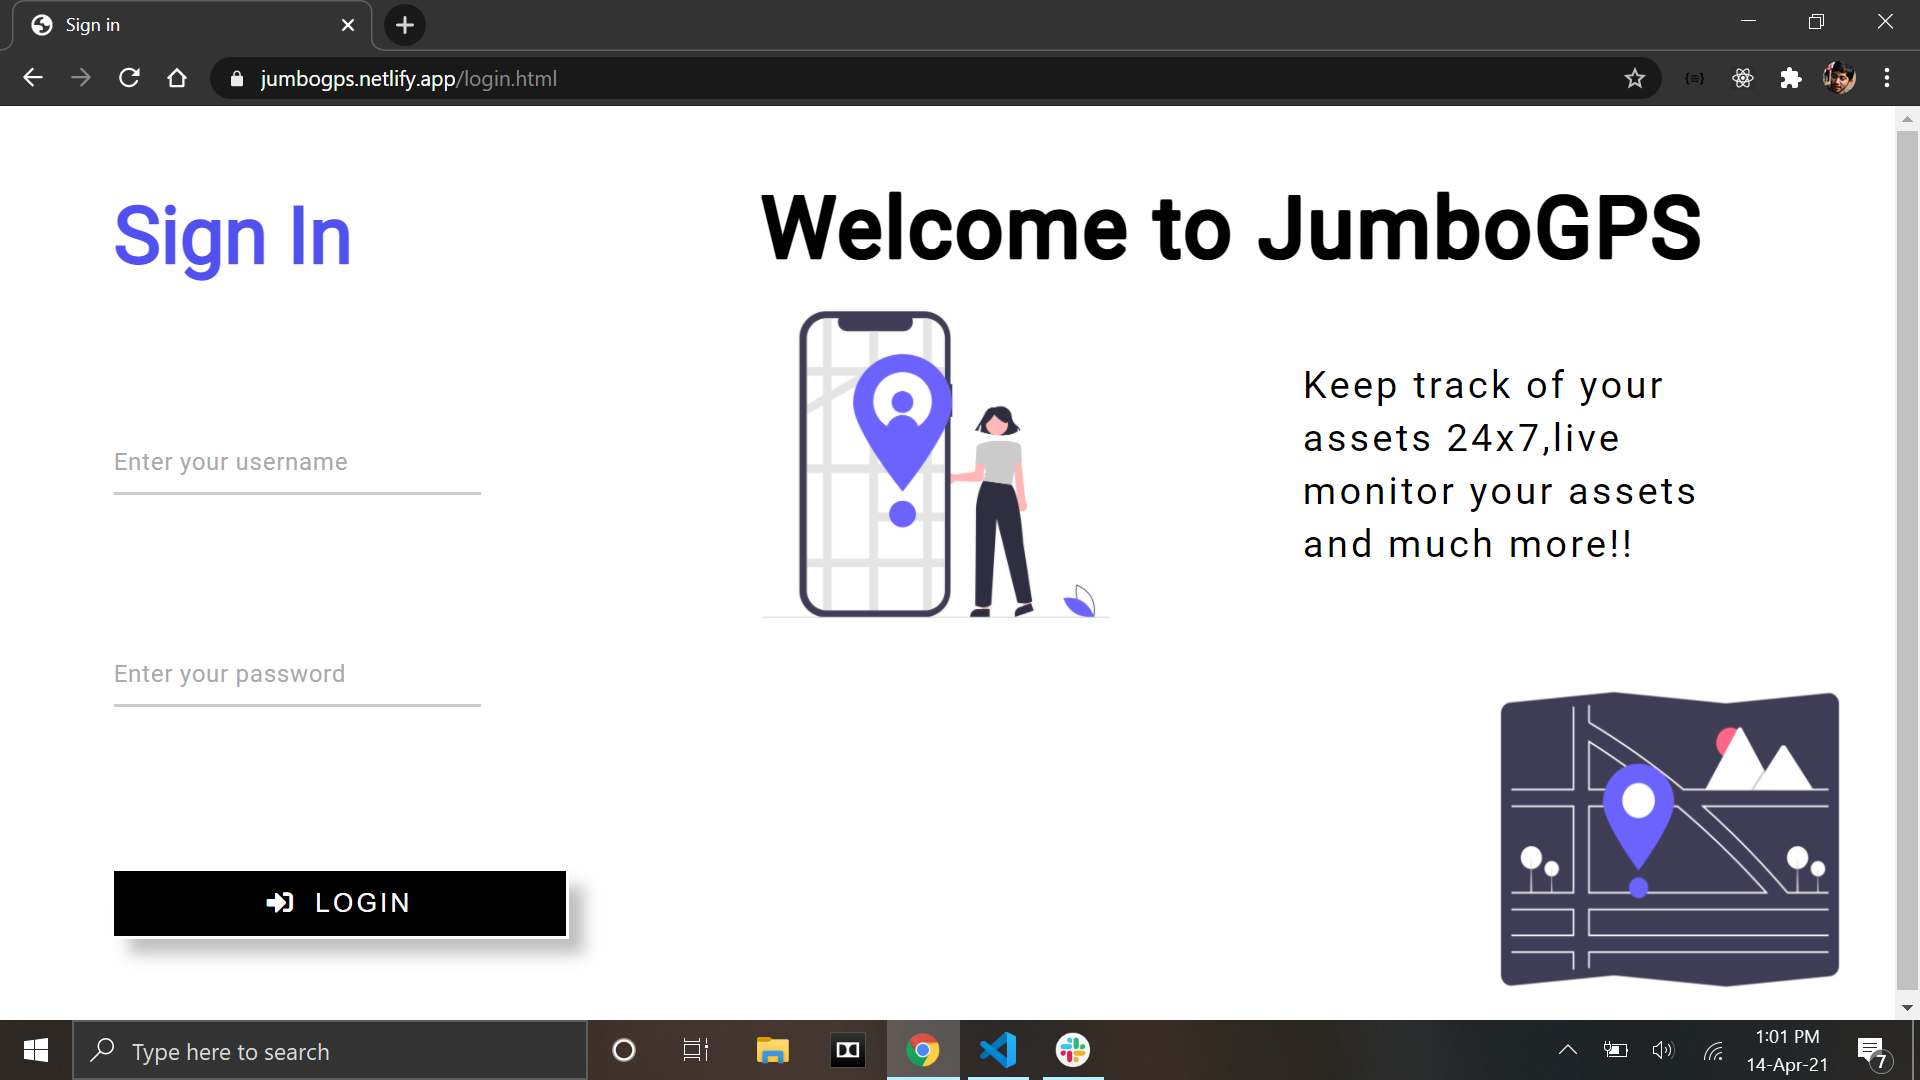 Sign in
jumbogps.netlify.app/login.html
Sign In
Welcome to JumboGPS
Keep track of your
assets 24x7,live
monitor your assets
and much more!!
Enter your username
Enter your password
LOGIN
Type here to search
1:01 PM
14-Apr-21
7